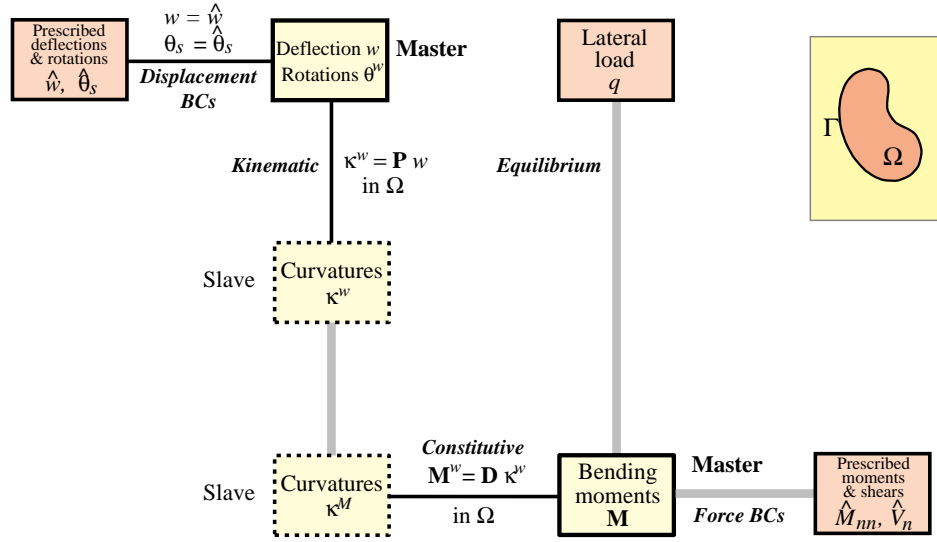 Prescribed
deflections
& rotations
ŵ, θ̂ₛ
w = ŵ
θₛ = θ̂ₛ
Displacement
BCs
Deflection w
Rotations θʷ
Master
Lateral
load
q
Γ
Ω
Kinematic
κʷ = P w
in Ω
Equilibrium
Slave
Curvatures
κʷ
Slave
Curvatures
κᴹ
Constitutive
Mʷ = D κʷ
in Ω
Bending
moments
M
Master
Force BCs
Prescribed
moments
& shears
M̂ₙₙ, V̂ₙ